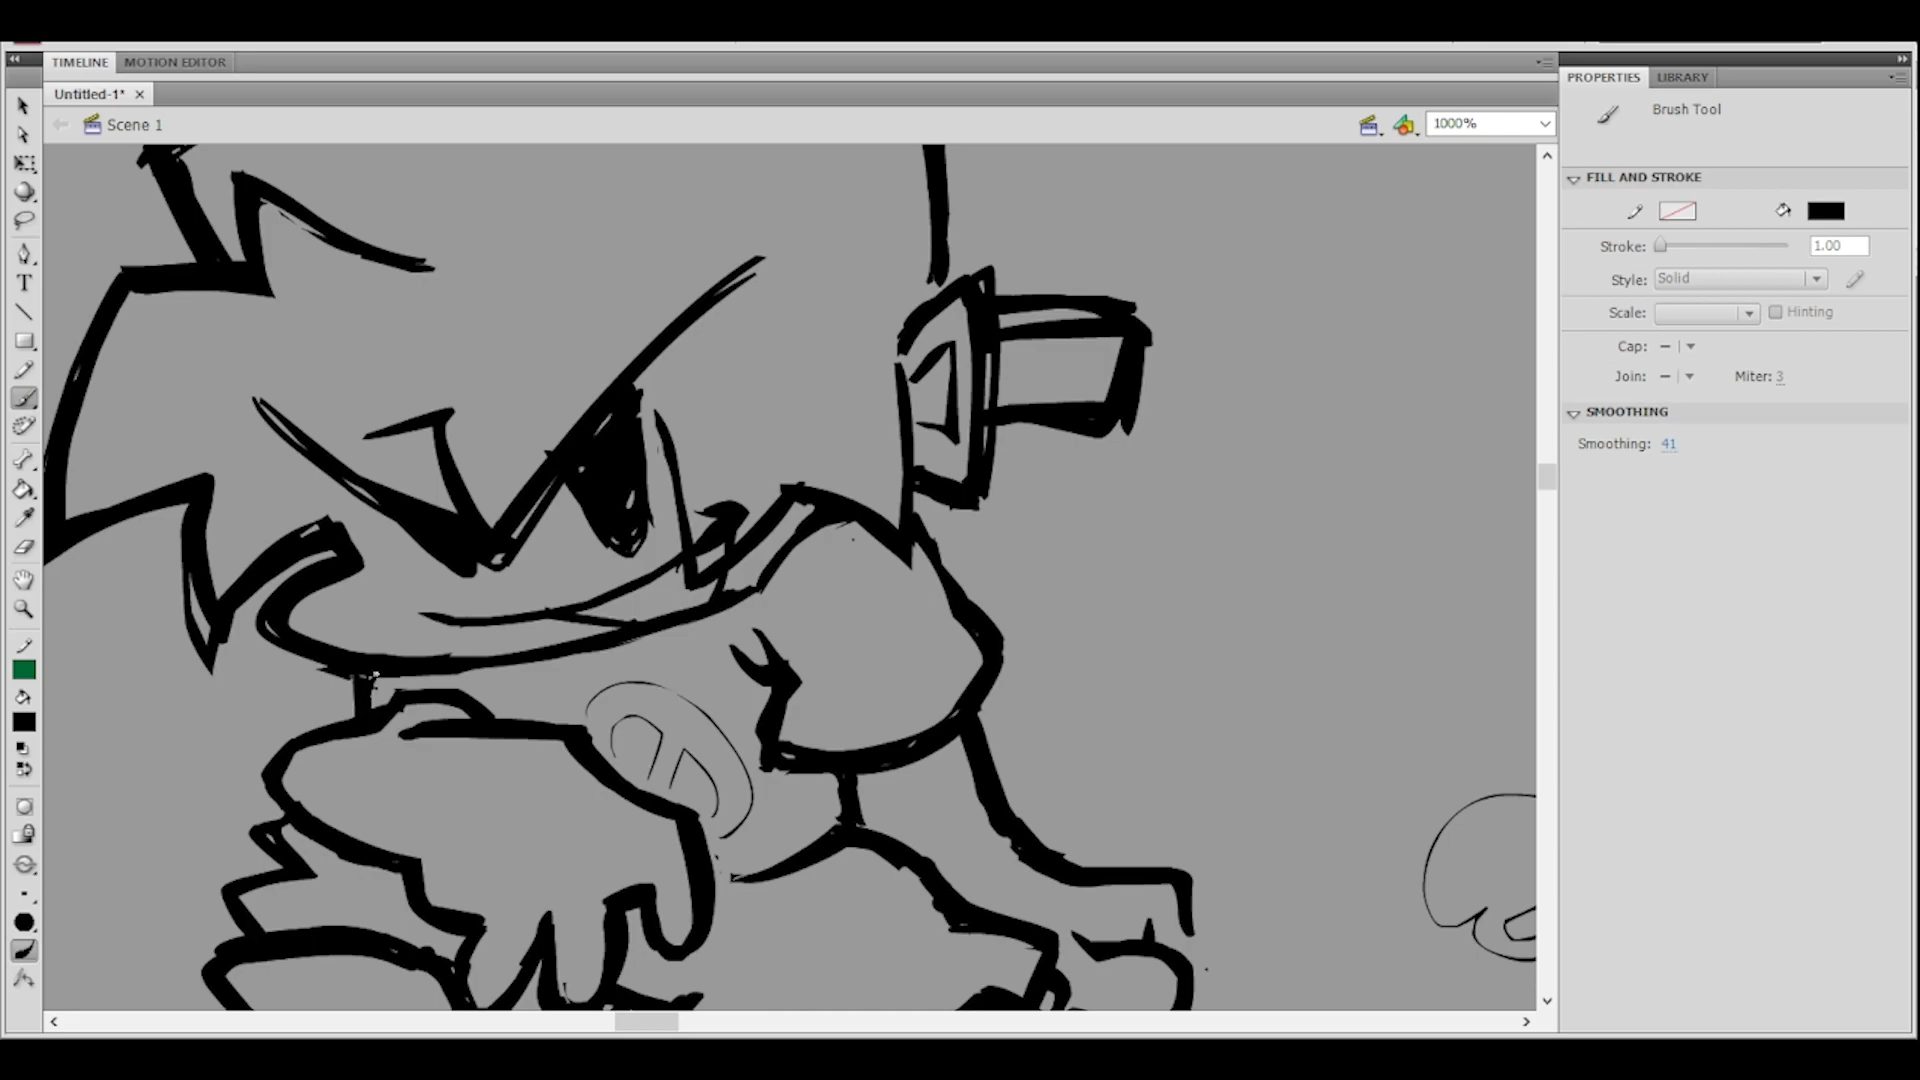 TIMELINE MOTION EDITOR
PROPERTIES LIBRARY
Untitled-1*
Brush Tool
Scene 1
1000%
FILL AND STROKE
Stroke: 1.00
Style: Solid
Scale: Hinting
Cap:
Join: Miter: 3
SMOOTHING
Smoothing: 41